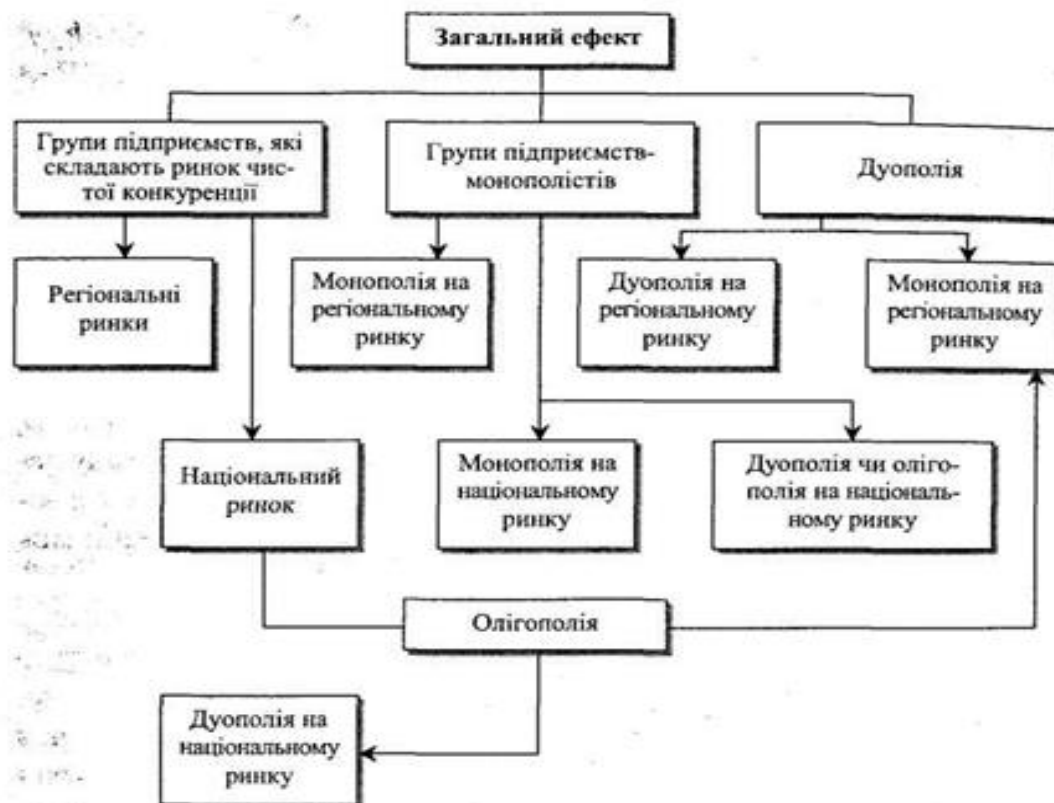 Загальний ефект
Групи підприємств, які
складають ринок чис-
тої конкуренції
Групи підприємств-
монополістів
Дуополія
Регіональні
ринки
Монополія на
регіональному
ринку
Дуополія на
регіональному
ринку
Монополія на
регіональному
ринку
Національний
ринок
Монополія на
національному
ринку
Дуополія чи оліго-
полія на національ-
ному ринку
Олігополія
Дуополія на
національному
ринку